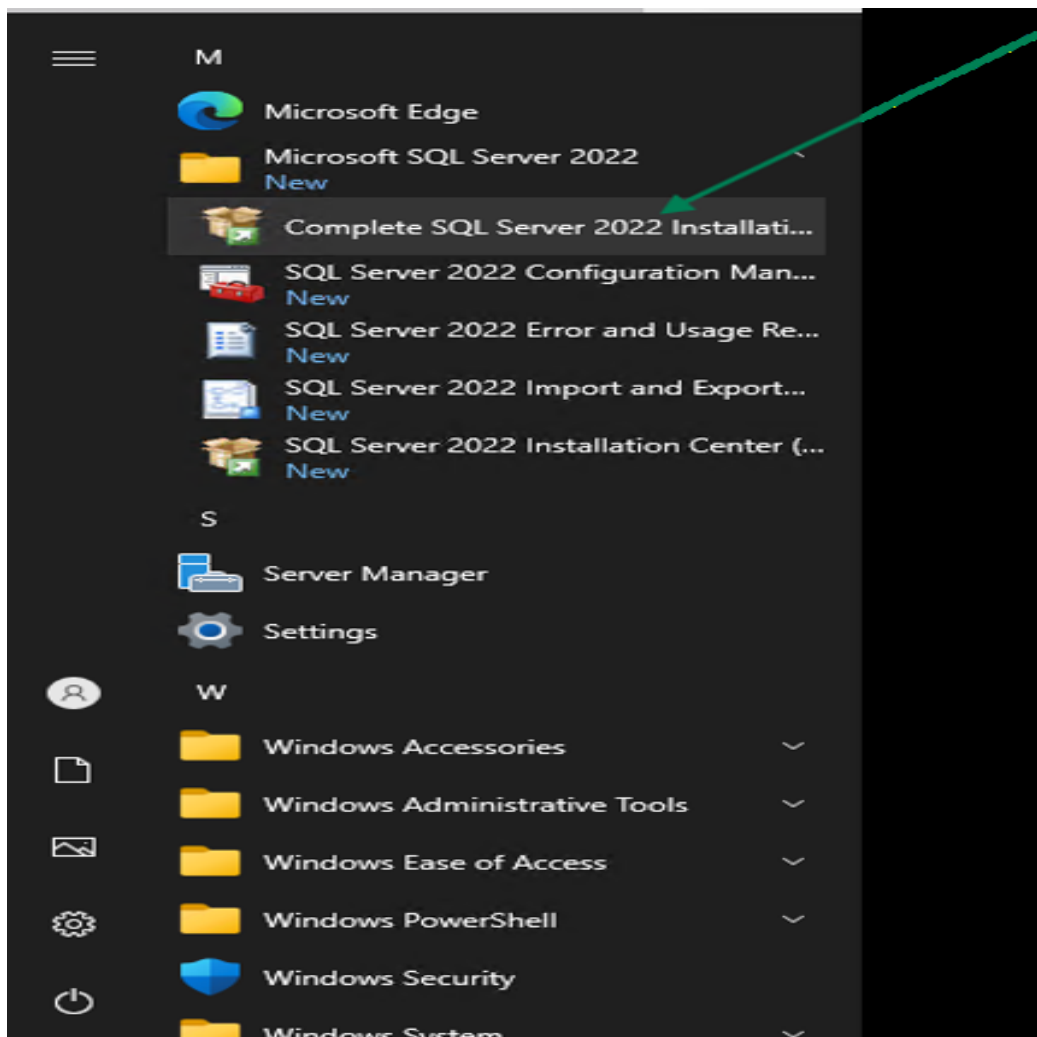 M
Microsoft Edge
Microsoft SQL Server 2022
New
Complete SQL Server 2022 Installati...
SQL Server 2022 Configuration Man...
New
SQL Server 2022 Error and Usage Re...
New
SQL Server 2022 Import and Export...
New
SQL Server 2022 Installation Center (...
New
S
Server Manager
Settings
W
Windows Accessories
Windows Administrative Tools
Windows Ease of Access
Windows PowerShell
Windows Security
Windows System